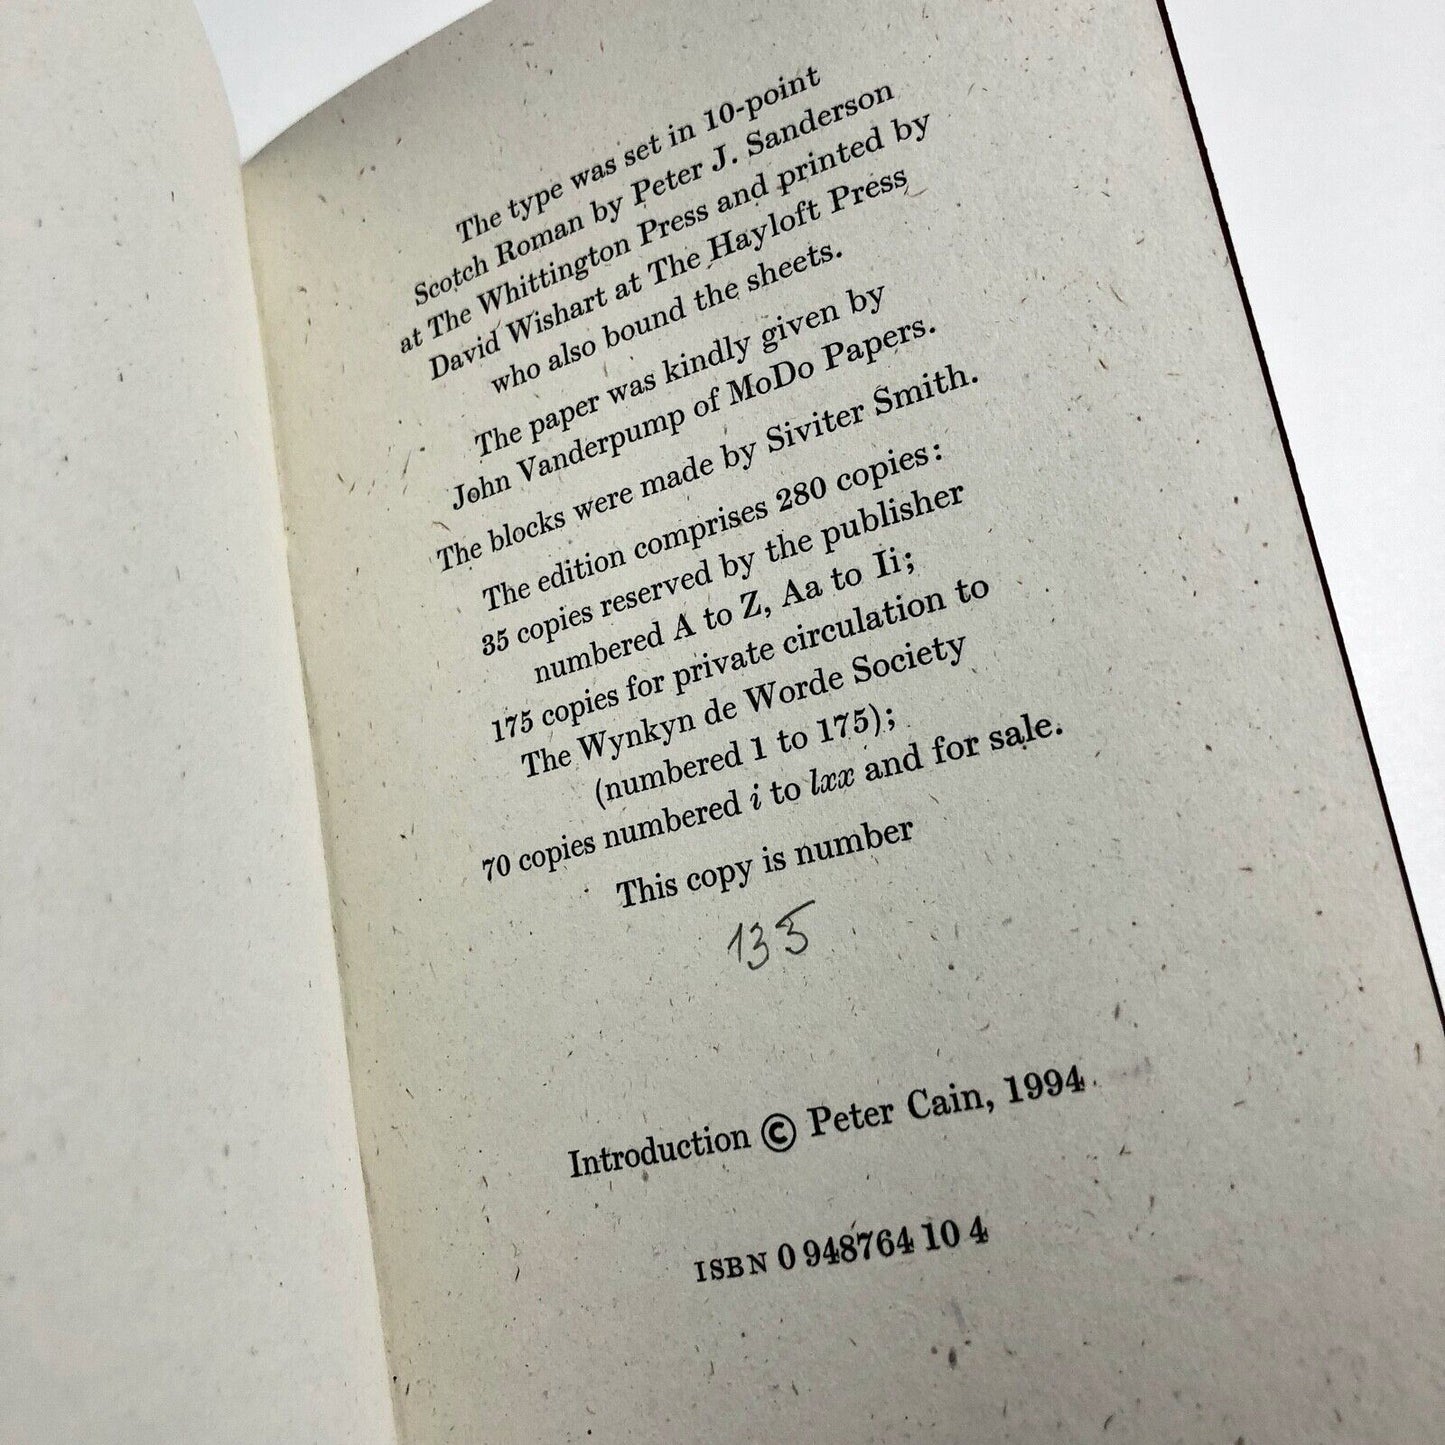 The type was set in 10-point
Scotch Roman by Peter J. Sanderson
at The Whittington Press and printed by
David Wishart at The Hayloft Press
who also bound the sheets.
The paper was kindly given by
John Vanderpump of MoDo Papers.
The blocks were made by Siviter Smith.
The edition comprises 280 copies:
35 copies reserved by the publisher
numbered A to Z, Aa to Ii;
175 copies for private circulation to
The Wynkyn de Worde Society
(numbered 1 to 175);
70 copies numbered i to lxx and for sale.
This copy is number
135
Introduction © Peter Cain, 1994
ISBN 0 948764 10 4